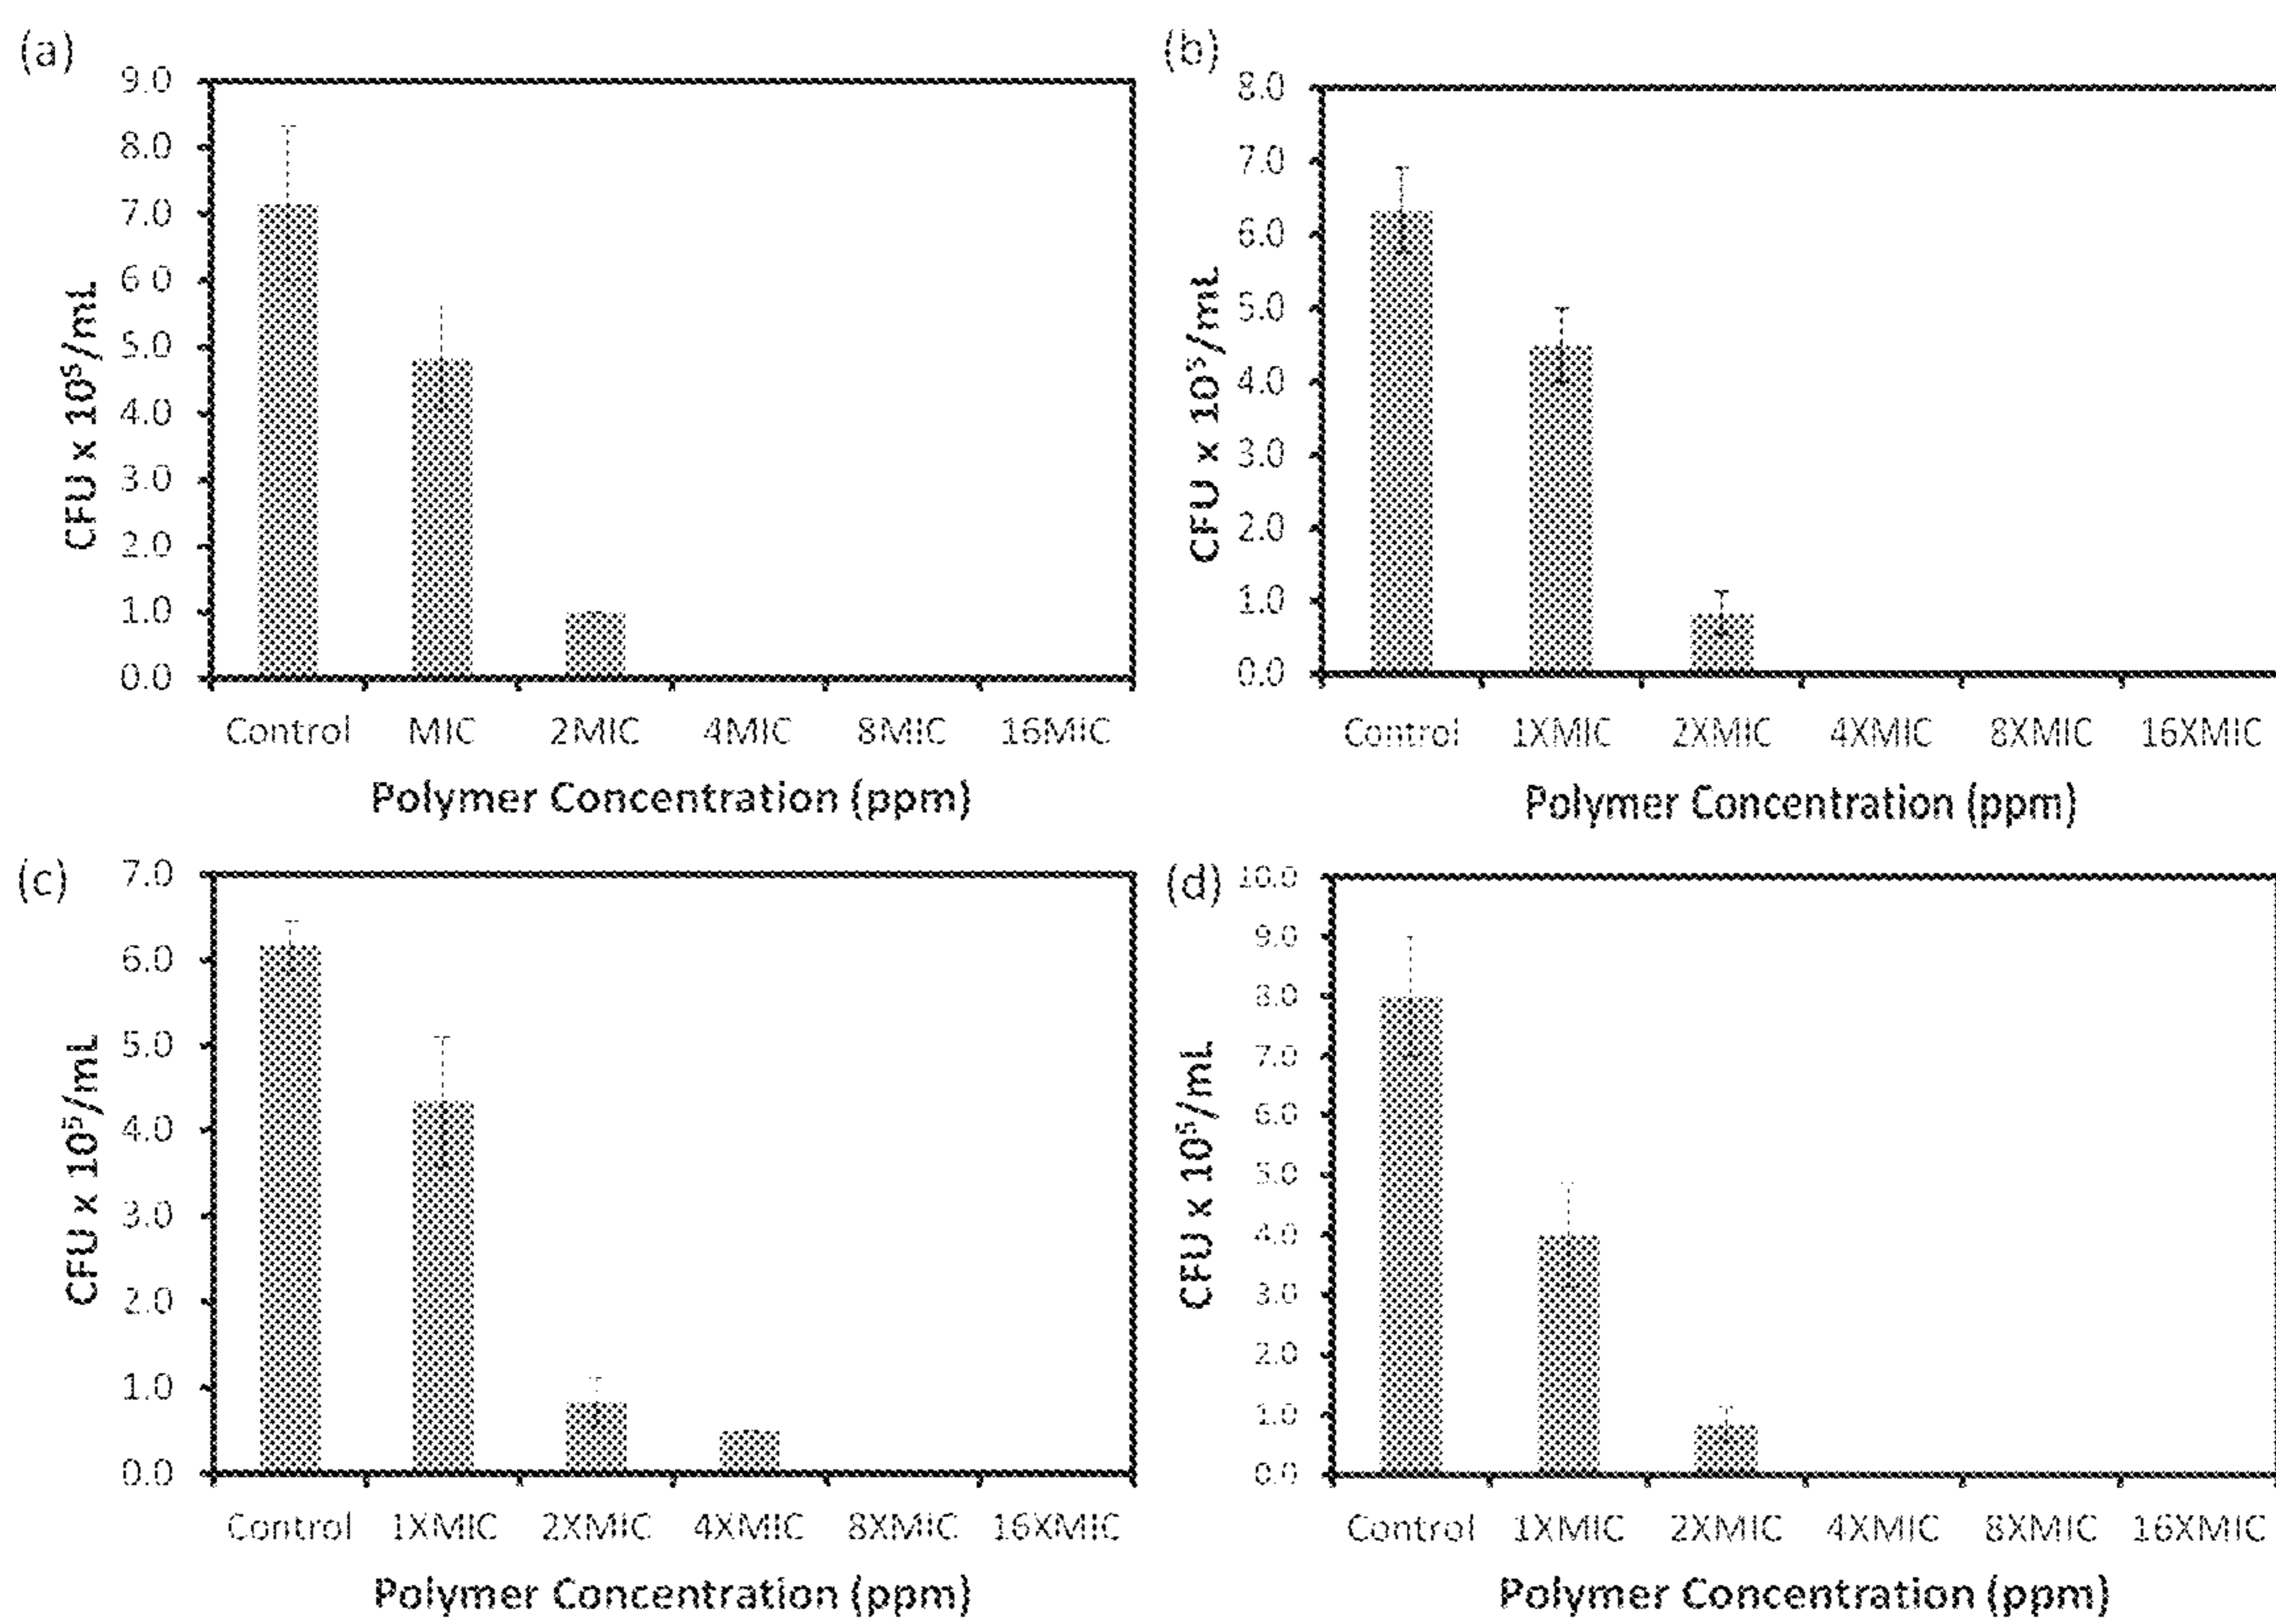 (a)
9.0
8.0
7.0
6.0
5.0
4.0
3.0
2.0
1.0
0.0
CFU x 10⁵/mL
Control MIC 2MIC 4MIC 8MIC 16MIC
Polymer Concentration (ppm)
(b)
8.0
7.0
6.0
5.0
4.0
3.0
2.0
1.0
0.0
CFU x 10⁵/mL
Control 1XMIC 2XMIC 4XMIC 8XMIC 16XMIC
Polymer Concentration (ppm)
(c)
7.0
6.0
5.0
4.0
3.0
2.0
1.0
0.0
CFU x 10⁵/mL
Control 1XMIC 2XMIC 4XMIC 8XMIC 16XMIC
Polymer Concentration (ppm)
(d)
10.0
9.0
8.0
7.0
6.0
5.0
4.0
3.0
2.0
1.0
0.0
CFU x 10⁵/mL
Control 1XMIC 2XMIC 4XMIC 8XMIC 16XMIC
Polymer Concentration (ppm)